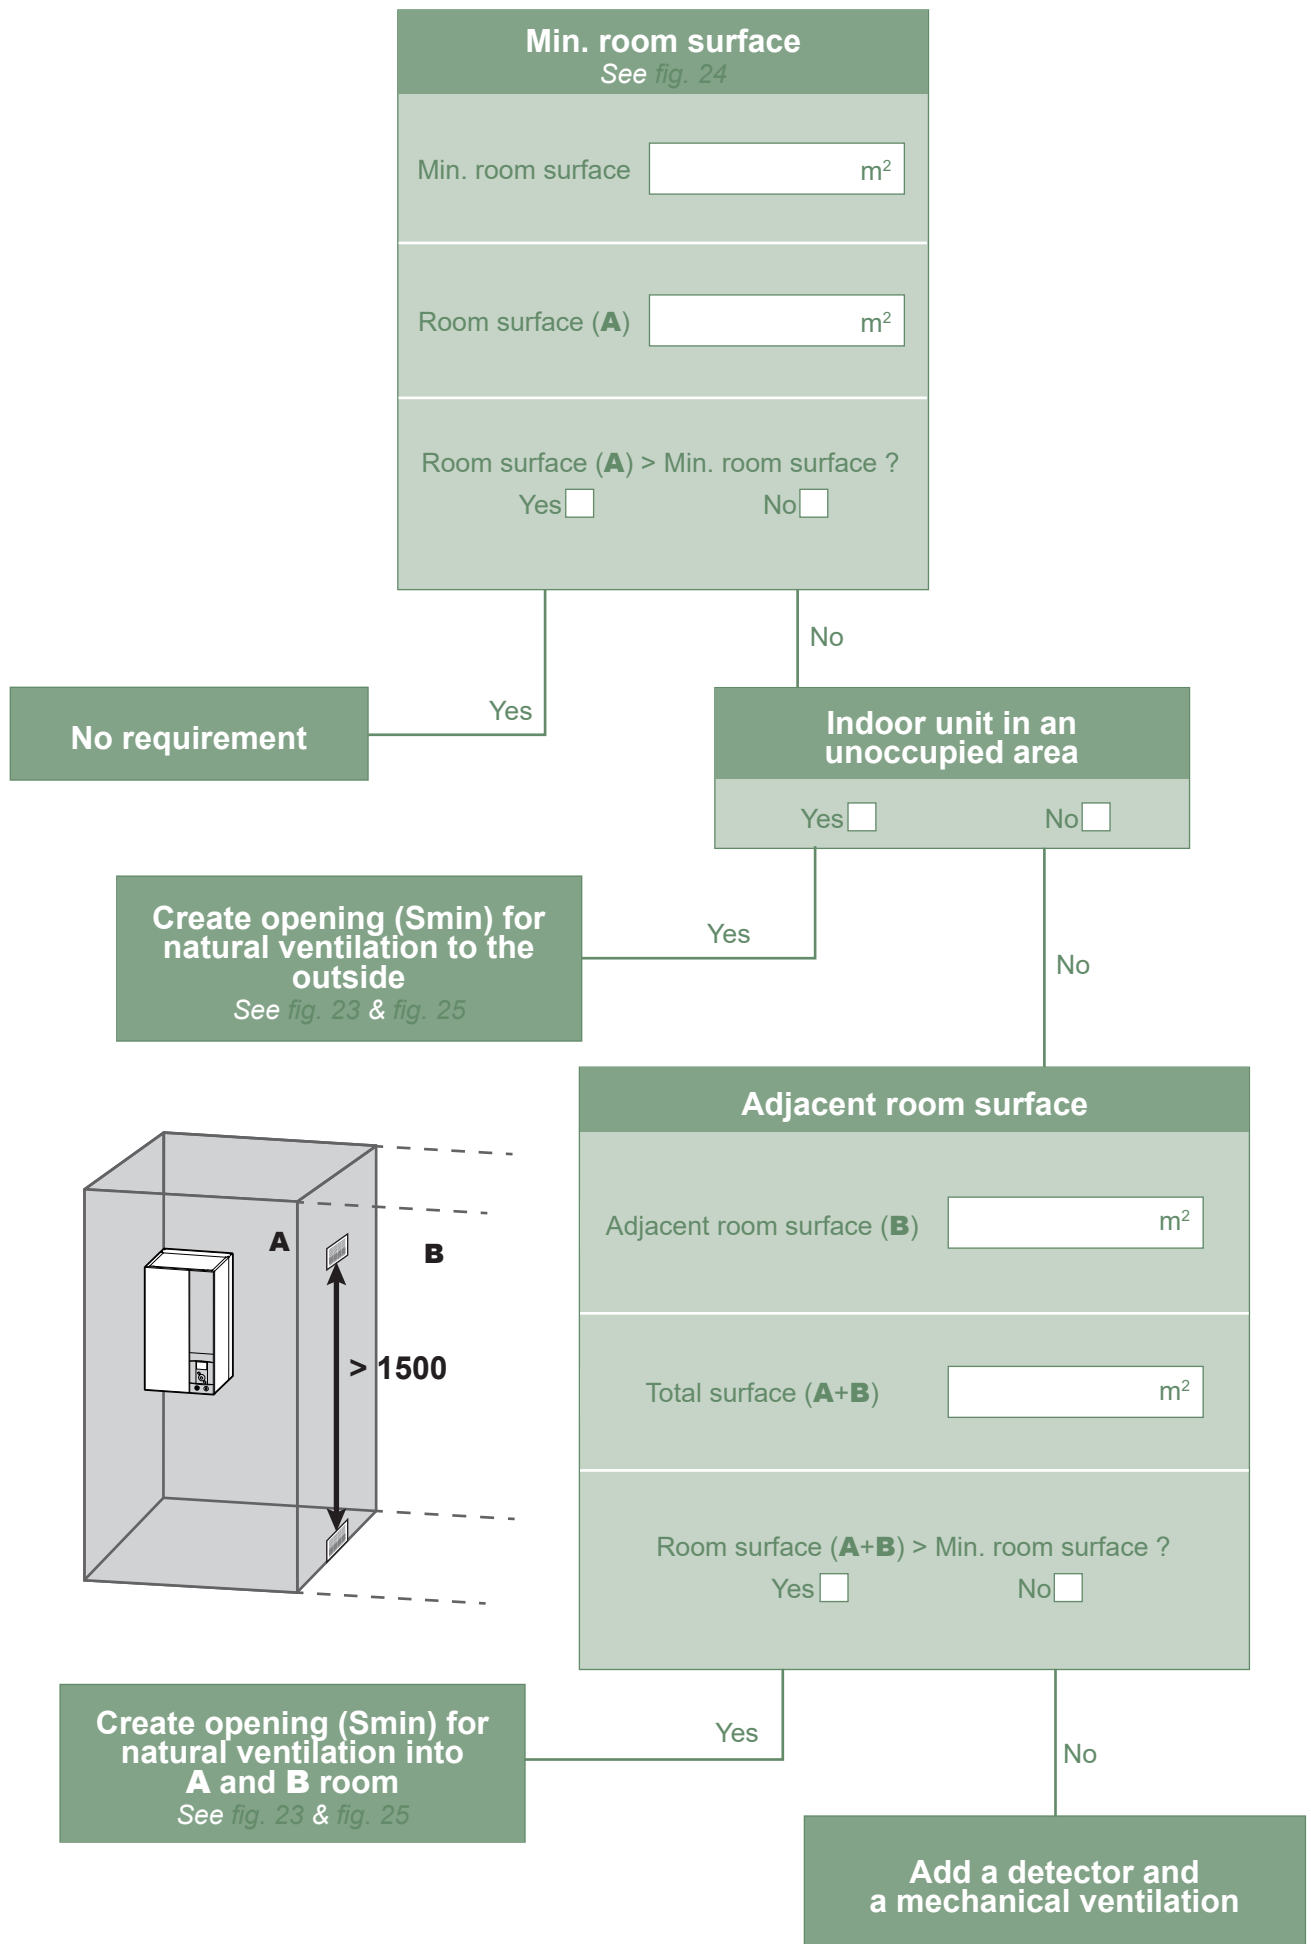 Min. room surface
See fig. 24
Min. room surface m²
Room surface (A) m²
Room surface (A) > Min. room surface ?
Yes No
No
Yes
No requirement
Indoor unit in an
unoccupied area
Yes No
Create opening (Smin) for
natural ventilation to the
outside
See fig. 23 & fig. 25
Yes
No
Adjacent room surface
Adjacent room surface (B) m²
Total surface (A+B) m²
Room surface (A+B) > Min. room surface ?
Yes No
A
B
> 1500
Yes
No
Create opening (Smin) for
natural ventilation into
A and B room
See fig. 23 & fig. 25
Add a detector and
a mechanical ventilation